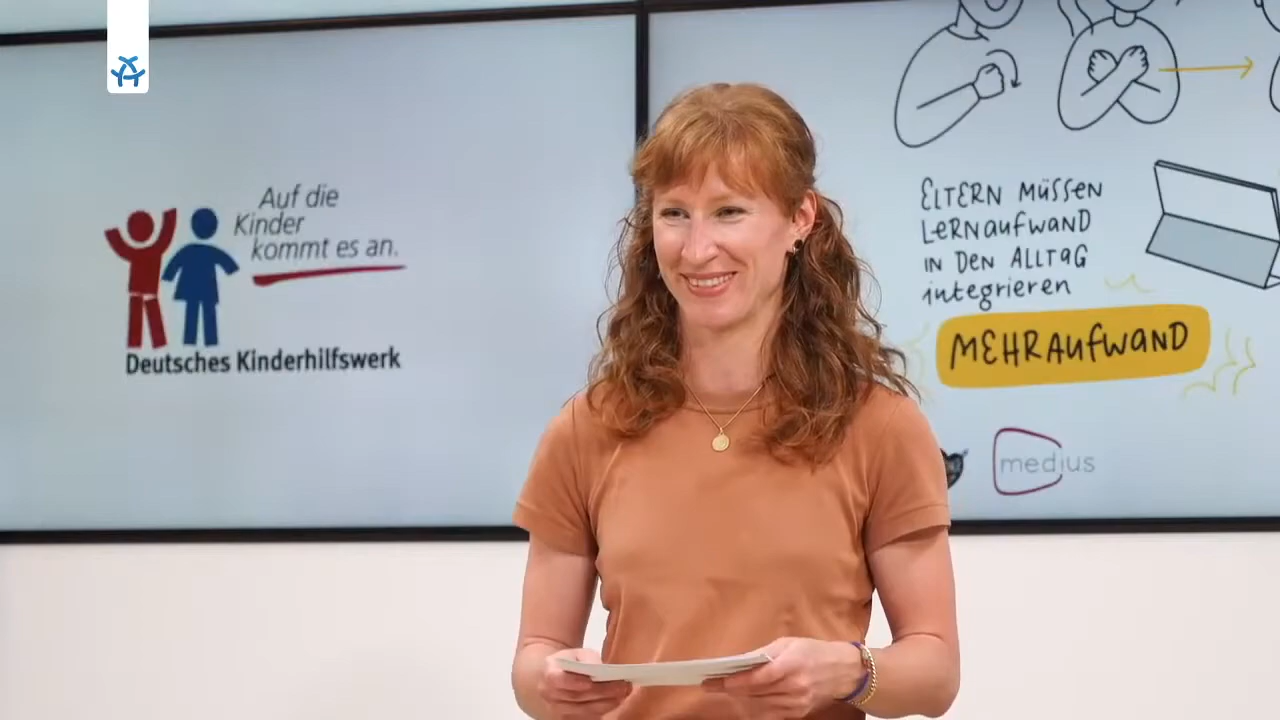 Auf die
Kinder
kommt es an.
Deutsches Kinderhilfswerk
ELTERN MÜSSEN
LERNAUFWAND
IN DEN ALLTAG
integrieren
MEHRAUFWAND
medius